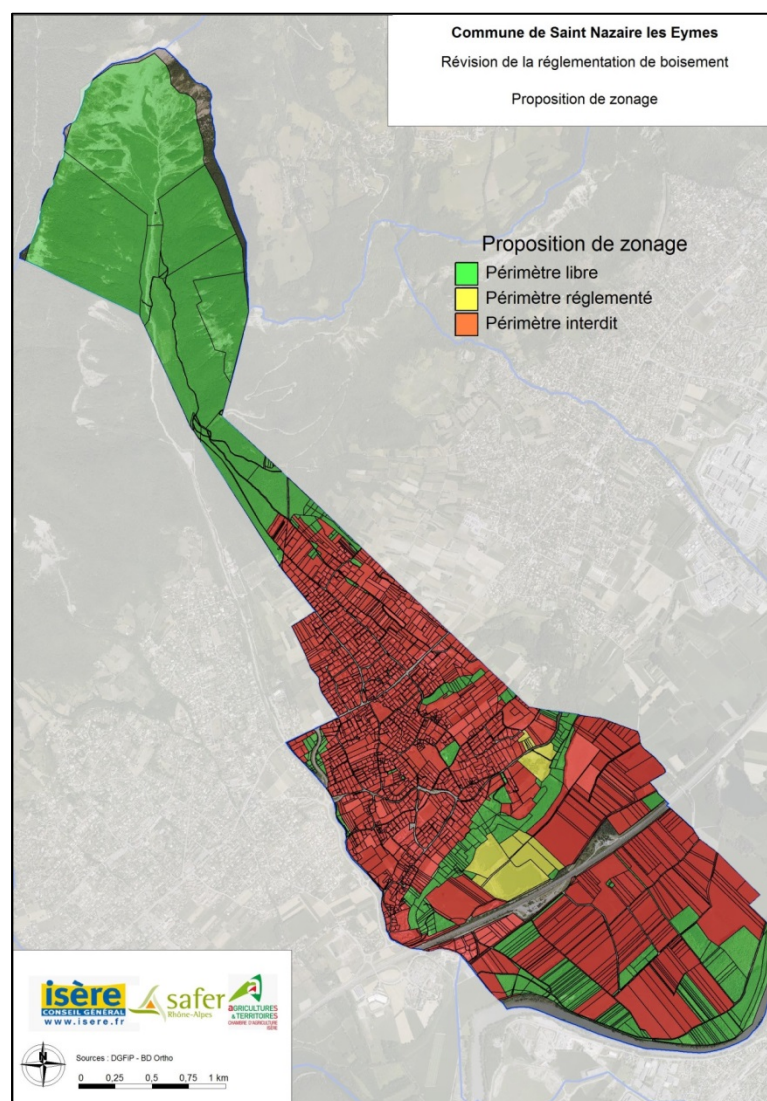 Commune de Saint Nazaire les Eymes
Révision de la réglementation de boisement
Proposition de zonage
Proposition de zonage
Périmètre libre
Périmètre réglementé
Périmètre interdit
isère
CONSEIL GÉNÉRAL
www.isere.fr
safer
Rhône-Alpes
AGRICULTURES
& TERRITOIRES
CHAMBRE D'AGRICULTURE
ISÈRE
N
Sources : DGFiP - BD Ortho
0 0,25 0,5 0,75 1 km